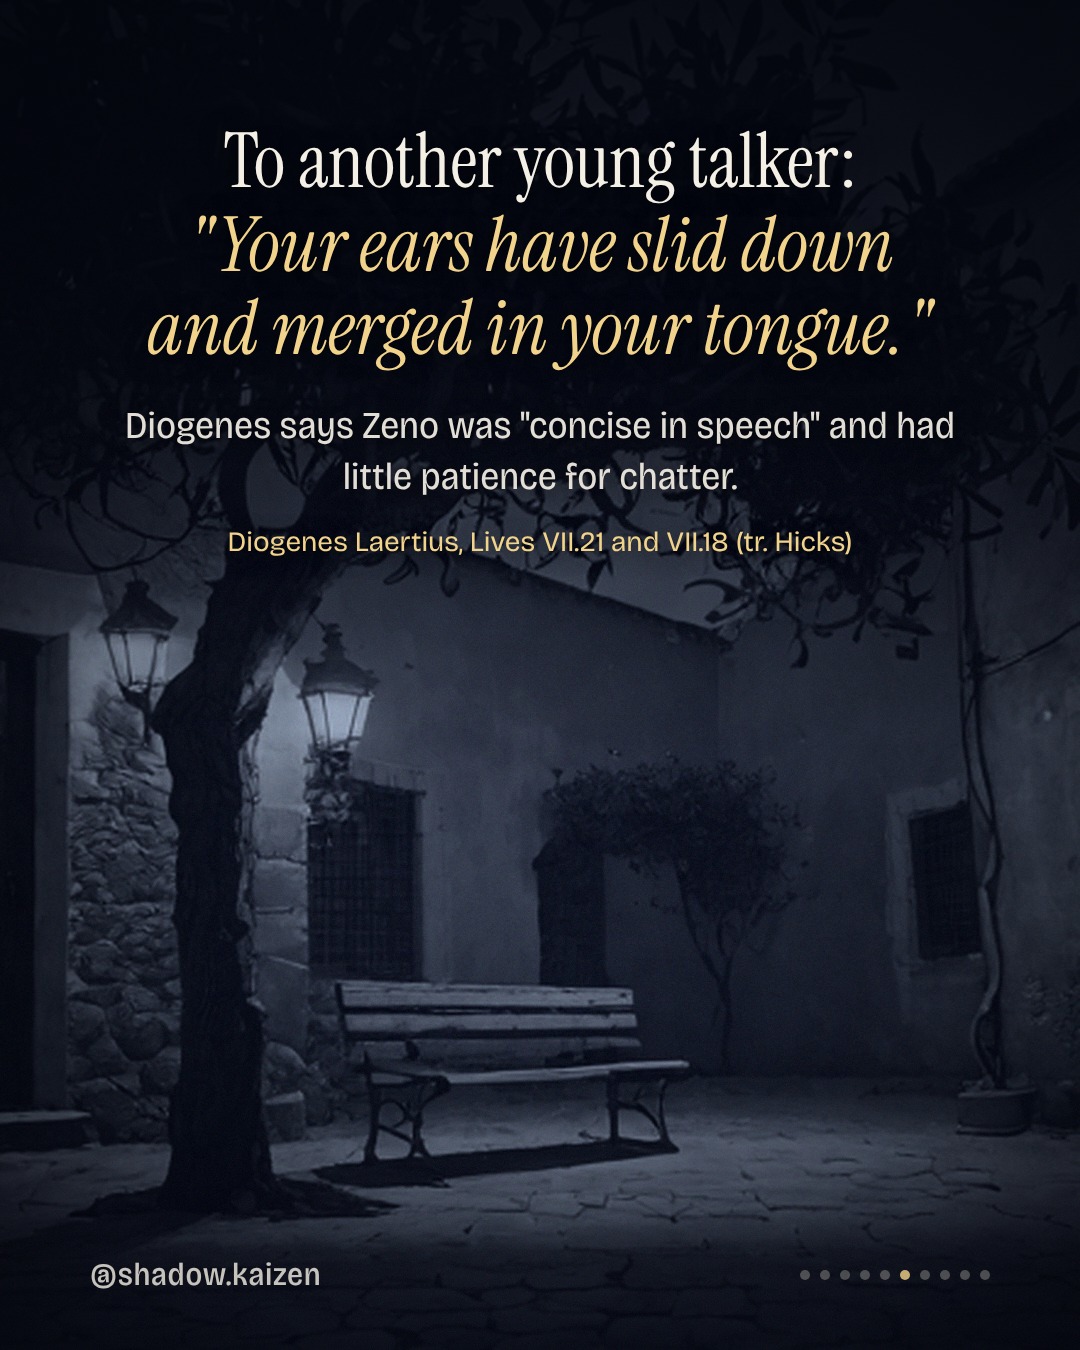 To another young talker:
"Your ears have slid down
and merged in your tongue."
Diogenes says Zeno was "concise in speech" and had
little patience for chatter.
Diogenes Laertius, Lives VII.21 and VII.18 (tr. Hicks)
@shadow.kaizen